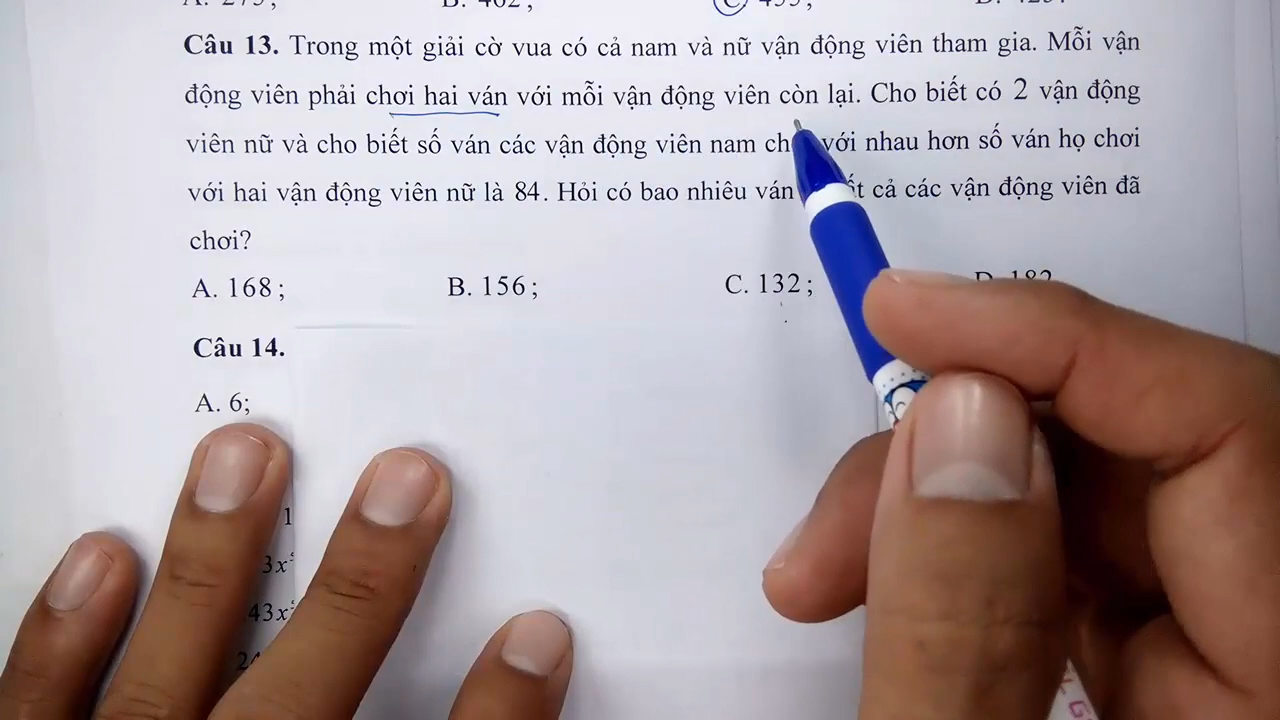 Câu 13. Trong một giải cờ vua có cả nam và nữ vận động viên tham gia. Mỗi vận
động viên phải chơi hai ván với mỗi vận động viên còn lại. Cho biết có 2 vận động
viên nữ và cho biết số ván các vận động viên nam với nhau hơn số ván họ chơi
với hai vận động viên nữ là 84. Hỏi có bao nhiêu ván cả các vận động viên đã
chơi?
A. 168; B. 156; C. 132;
Câu 14.
A. 6;